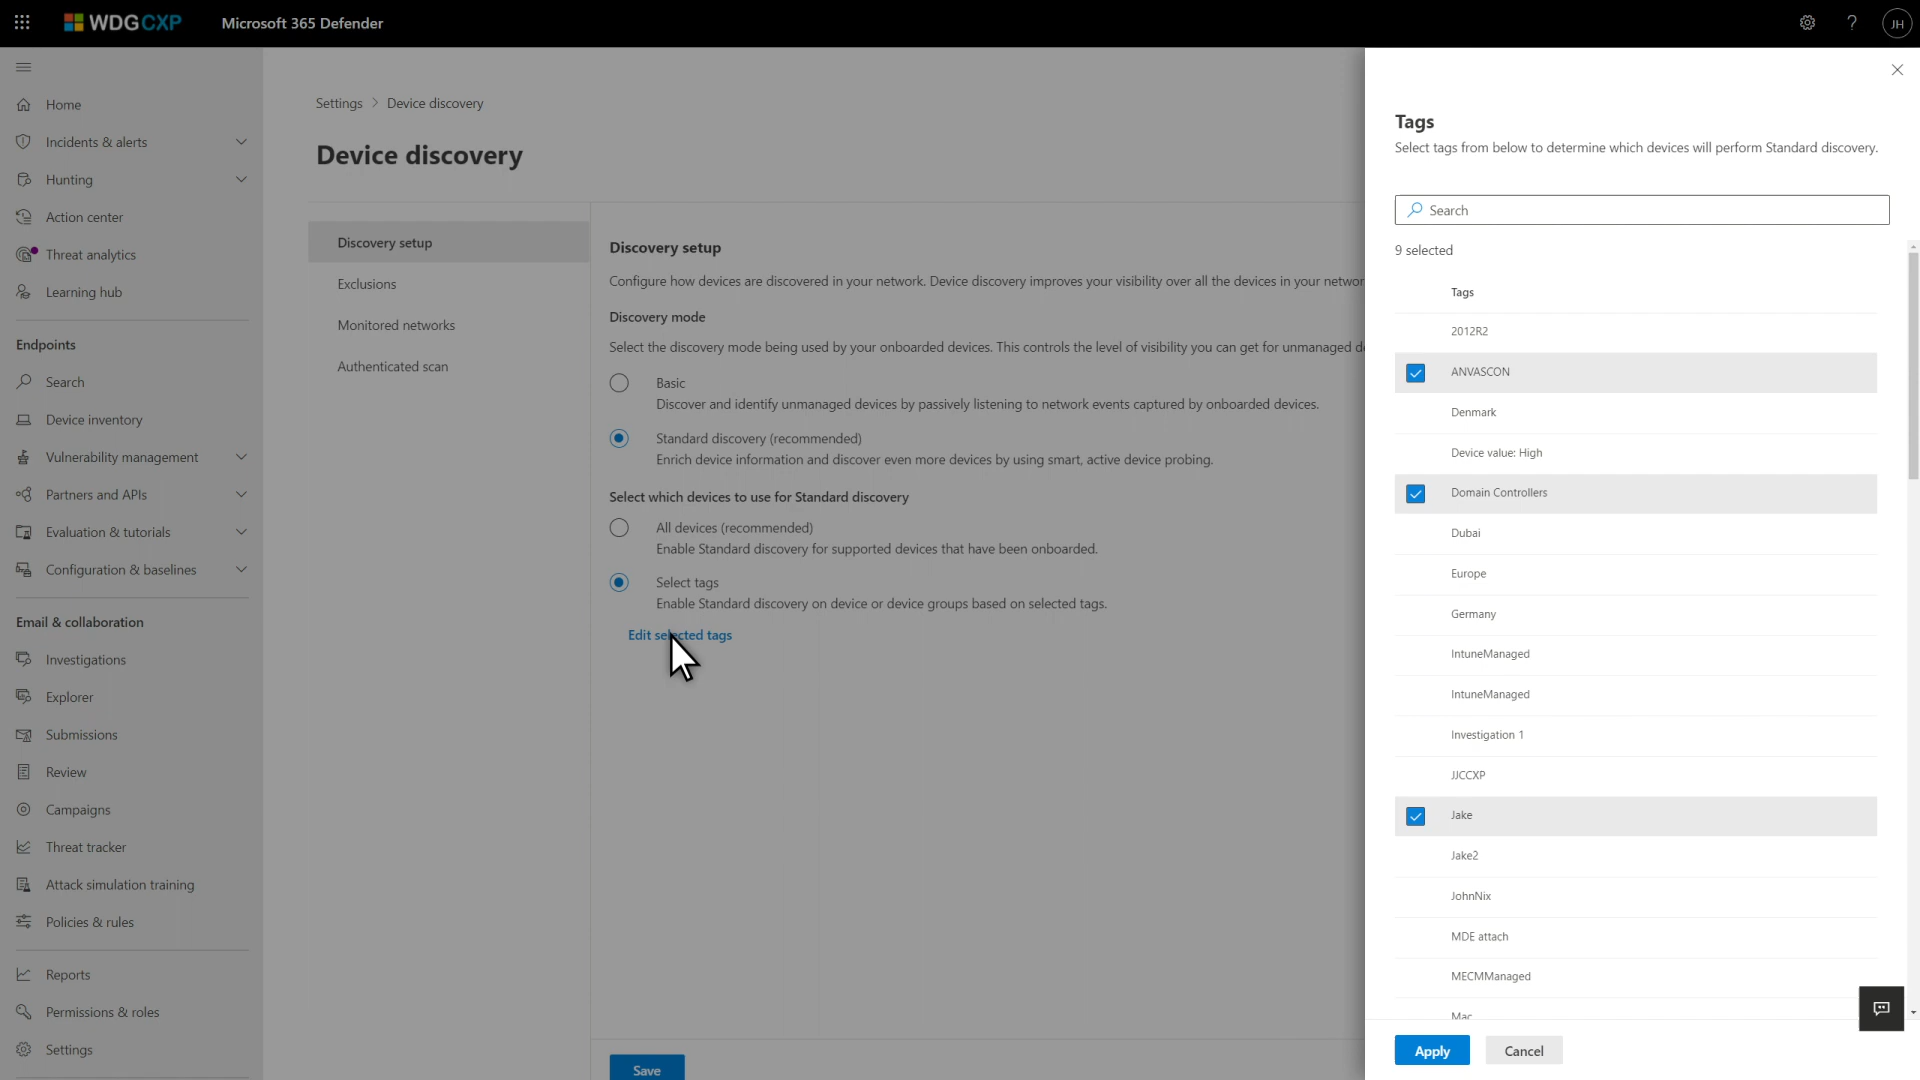 WDGCXP
Microsoft 365 Defender
JH
Home
Incidents & alerts
Hunting
Action center
Threat analytics
Learning hub
Endpoints
Search
Device inventory
Vulnerability management
Partners and APIs
Evaluation & tutorials
Configuration & baselines
Email & collaboration
Investigations
Explorer
Submissions
Review
Campaigns
Threat tracker
Attack simulation training
Policies & rules
Reports
Permissions & roles
Settings
Settings > Device discovery
Device discovery
Discovery setup
Exclusions
Monitored networks
Authenticated scan
Discovery setup
Configure how devices are discovered in your network. Device discovery improves your visibility over all the devices in your networ
Discovery mode
Select the discovery mode being used by your onboarded devices. This controls the level of visibility you can get for unmanaged d
Basic
Discover and identify unmanaged devices by passively listening to network events captured by onboarded devices.
Standard discovery (recommended)
Enrich device information and discover even more devices by using smart, active device probing.
Select which devices to use for Standard discovery
All devices (recommended)
Enable Standard discovery for supported devices that have been onboarded.
Select tags
Enable Standard discovery on device or device groups based on selected tags.
Edit selected tags
Save
Tags
Select tags from below to determine which devices will perform Standard discovery.
Search
9 selected
Tags
2012R2
ANVASCON
Denmark
Device value: High
Domain Controllers
Dubai
Europe
Germany
IntuneManaged
IntuneManaged
Investigation 1
JJCCXP
Jake
Jake2
JohnNix
MDE attach
MECMManaged
Mac
Apply
Cancel